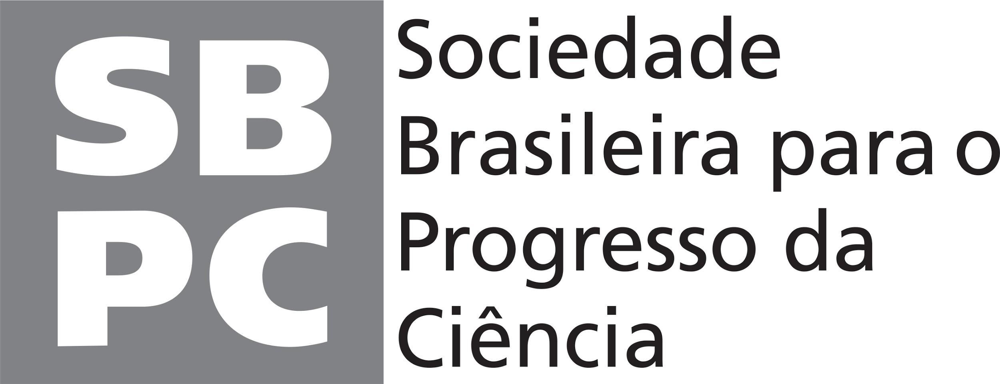 SB
PC
Sociedade
Brasileira para o
Progresso da
Ciência